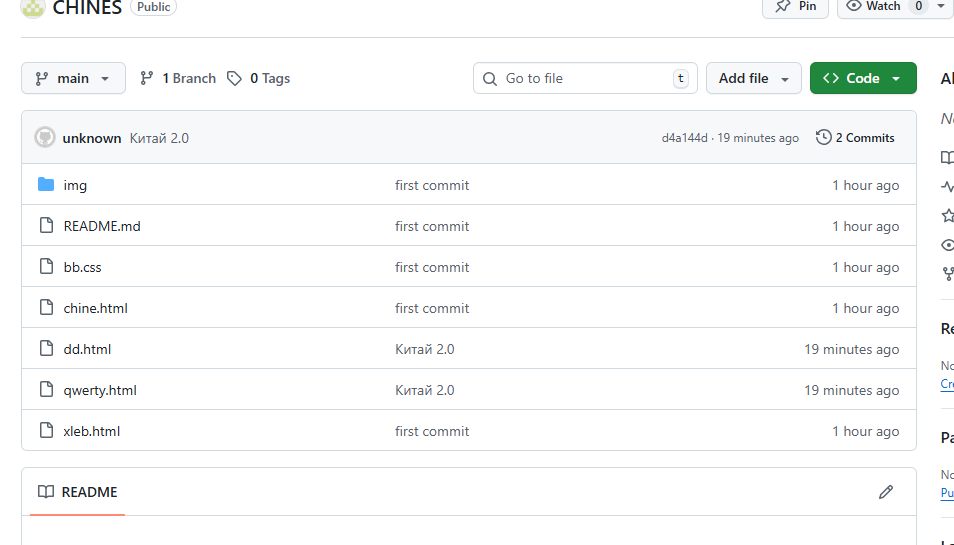 CHINES Public Pin Watch 0
main 1 Branch 0 Tags Go to file t Add file Code
unknown Китай 2.0 d4a144d · 19 minutes ago 2 Commits
img first commit 1 hour ago
README.md first commit 1 hour ago
bb.css first commit 1 hour ago
chine.html first commit 1 hour ago
dd.html Китай 2.0 19 minutes ago
qwerty.html Китай 2.0 19 minutes ago
xleb.html first commit 1 hour ago
README